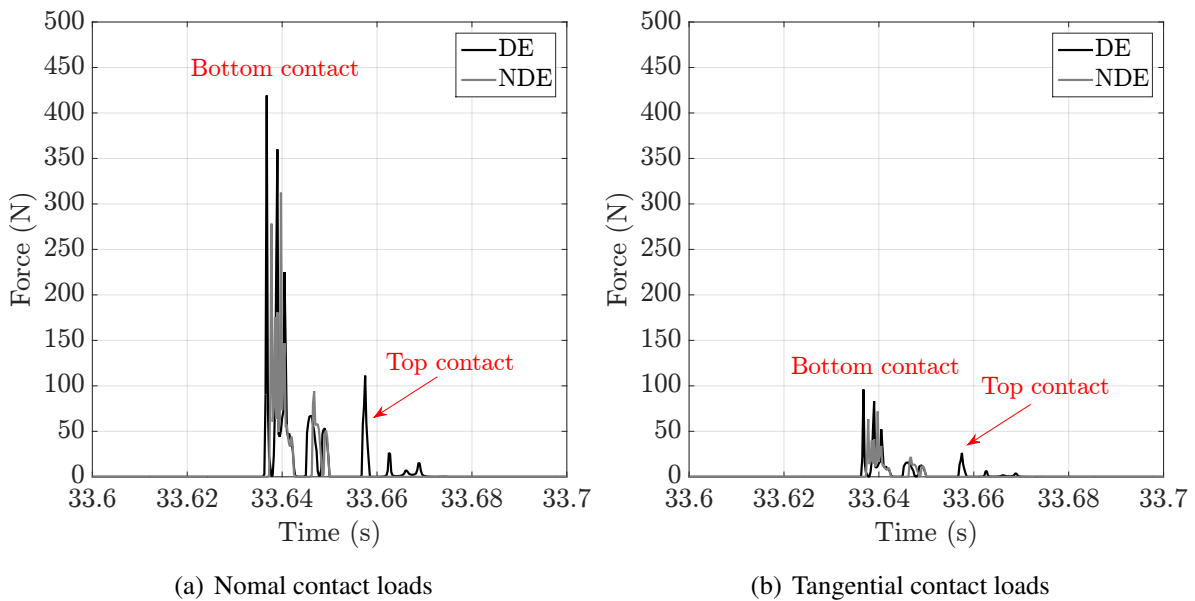 500
450
400
350
300
250
200
150
100
50
0
Force (N)
33.6
33.62
33.64
33.66
33.68
33.7
Time (s)
DE
NDE
Bottom contact
Top contact
(a) Nomal contact loads
500
450
400
350
300
250
200
150
100
50
0
Force (N)
33.6
33.62
33.64
33.66
33.68
33.7
Time (s)
DE
NDE
Bottom contact
Top contact
(b) Tangential contact loads